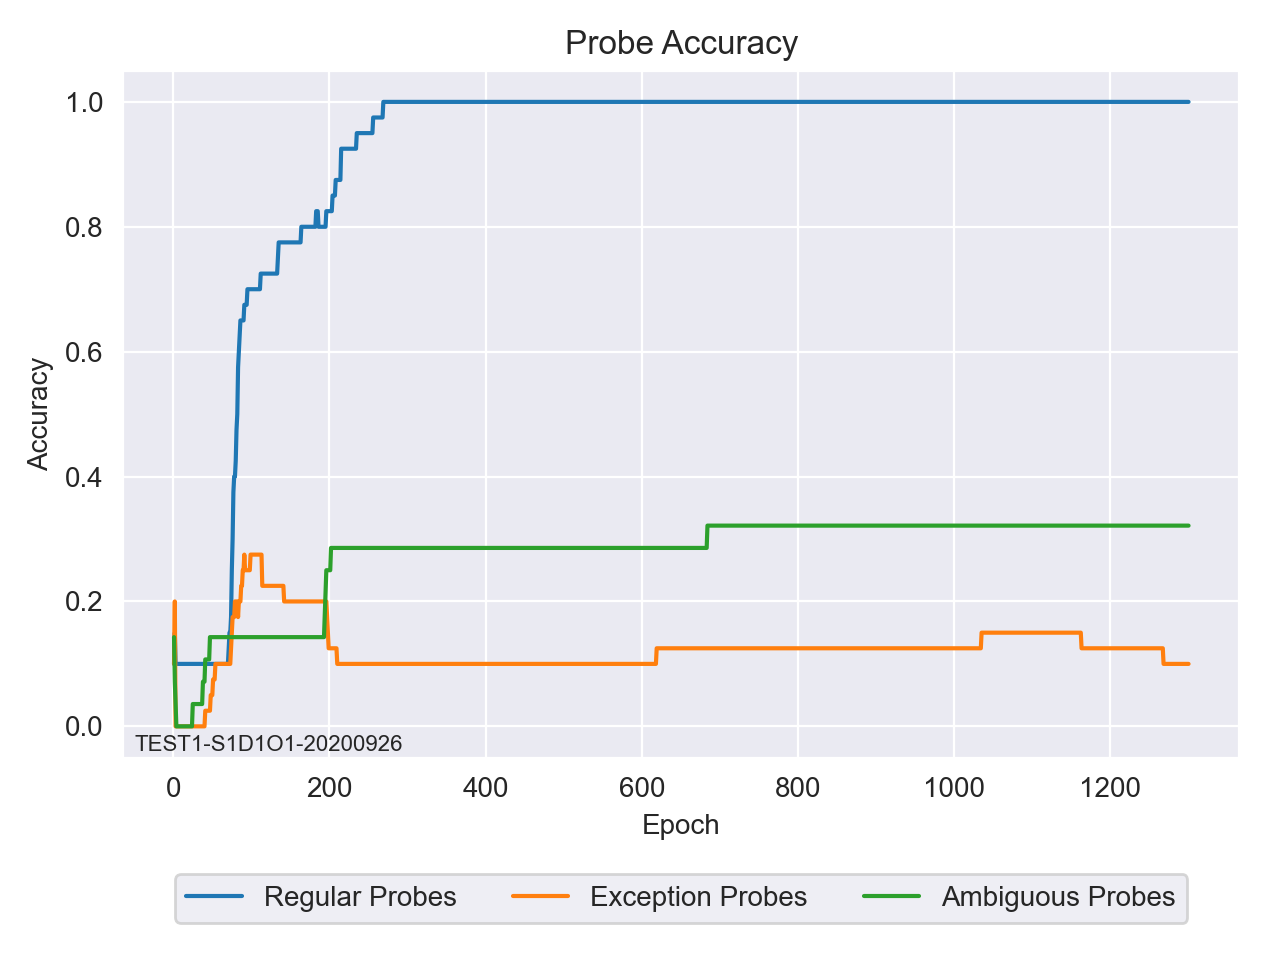 Probe Accuracy
1.0
0.8
0.6
0.4
0.2
0.0
Accuracy
TEST1-S1D1O1-20200926
0 200 400 600 800 1000 1200
Epoch
Regular Probes Exception Probes Ambiguous Probes